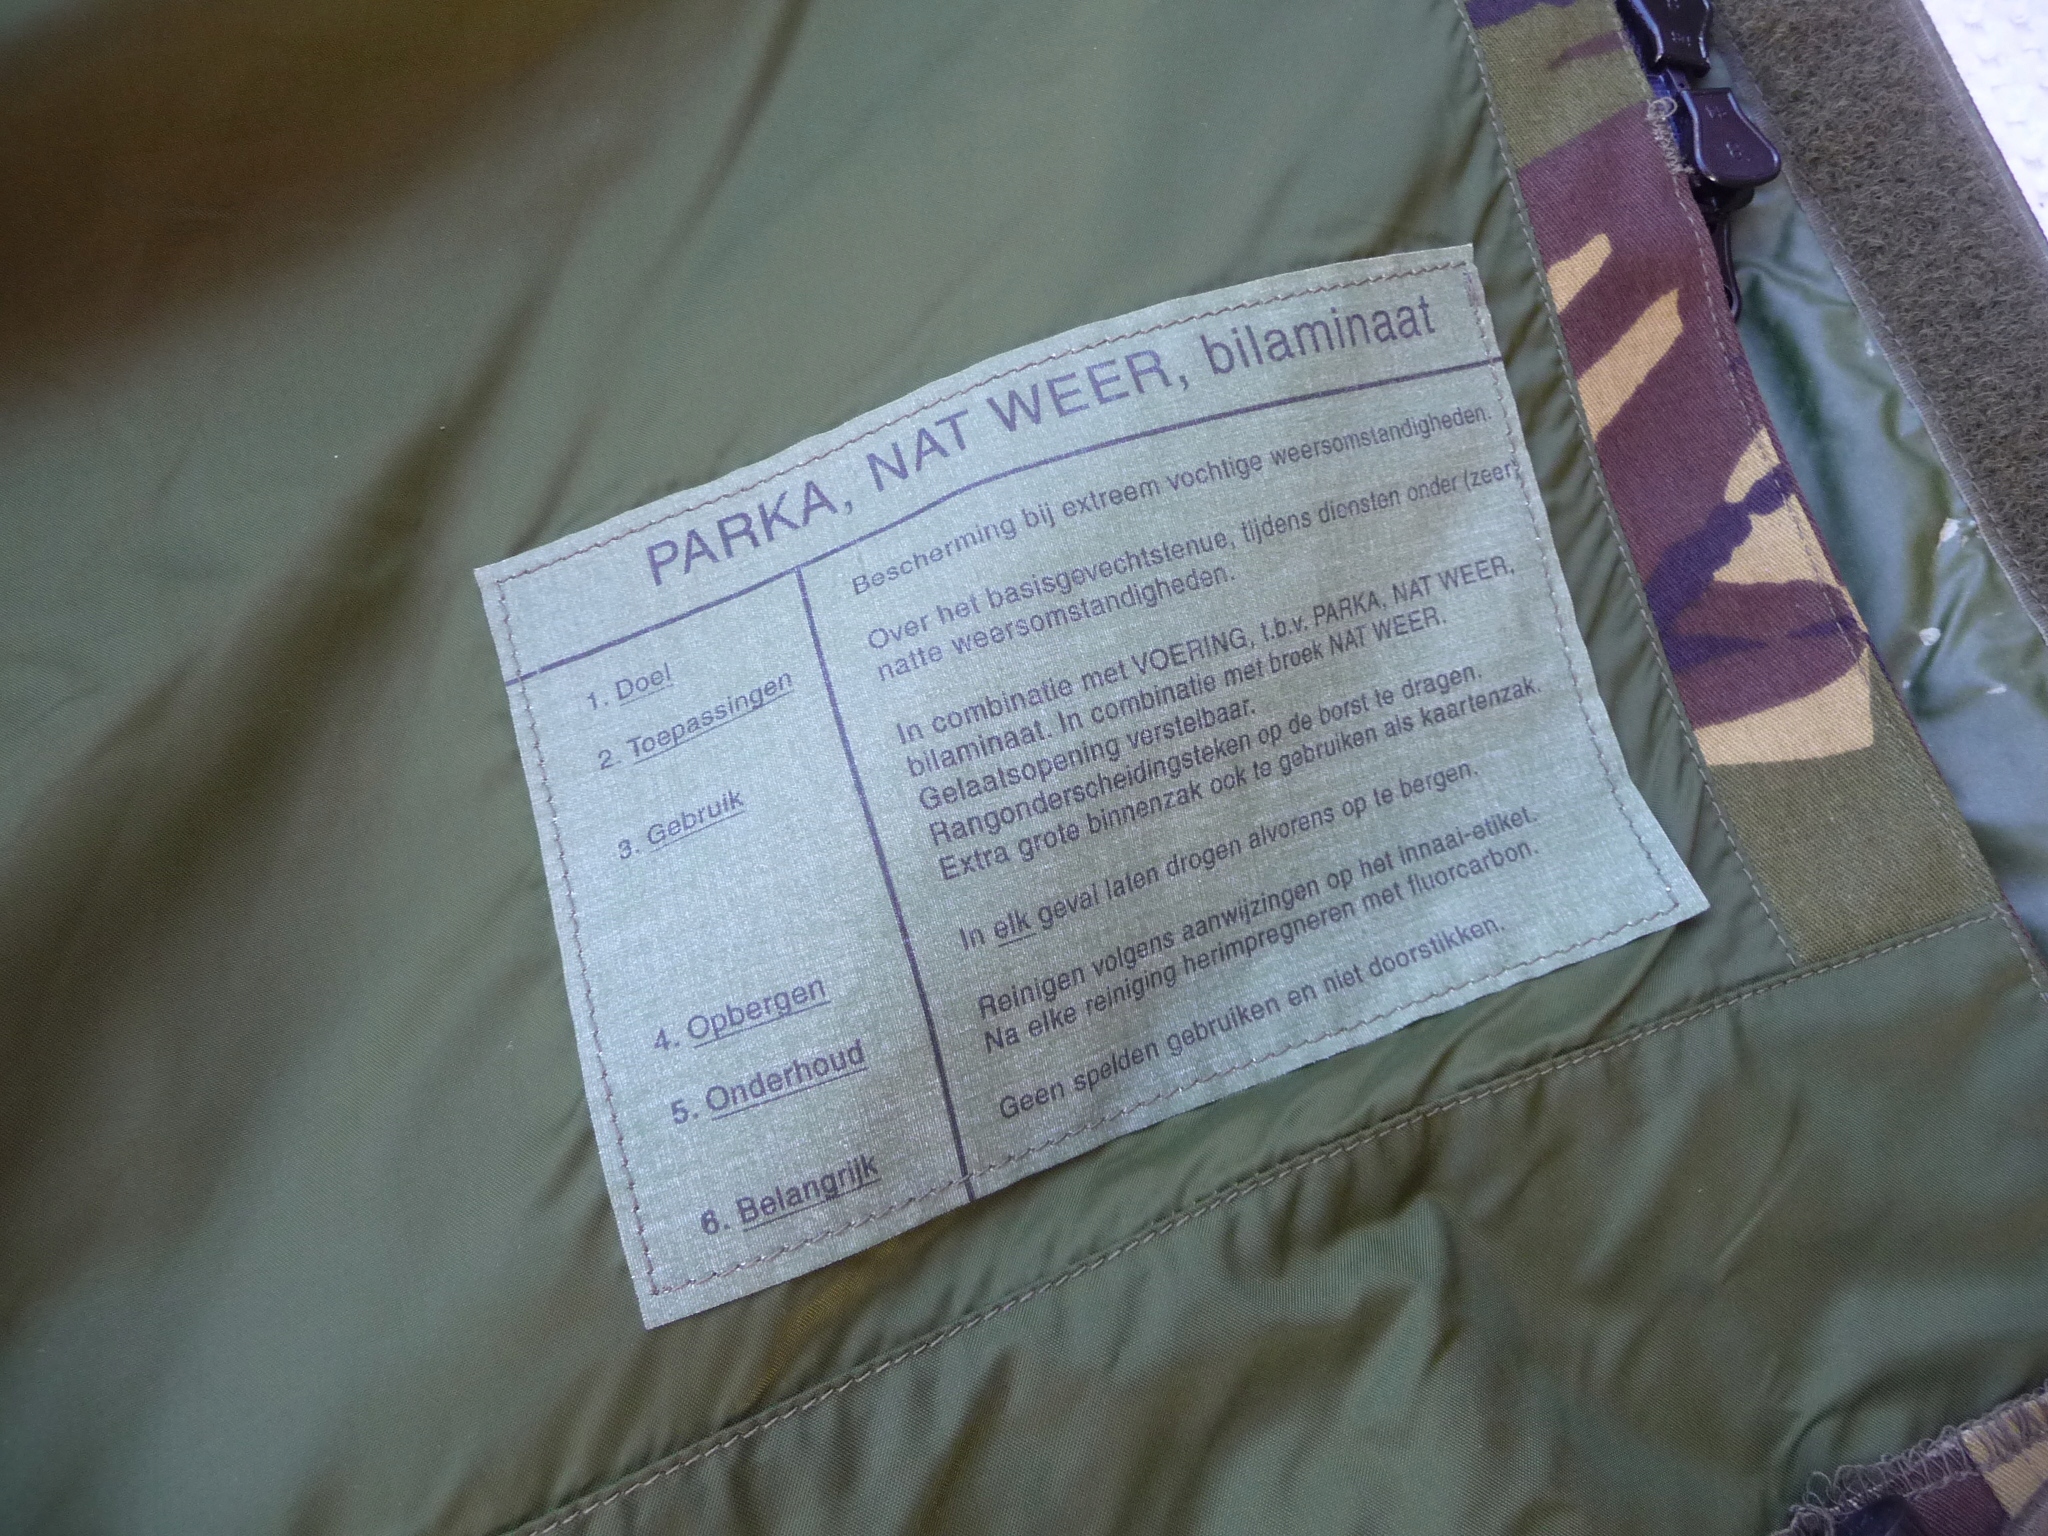 PARKA, NAT WEER, bilaminaat
1. Doel
Bescherming bij extreem vochtige weersomstandigheden.
2. Toepassingen
Over het basisgevechtstenue, tijdens diensten onder (zeer)
natte weersomstandigheden.
3. Gebruik
In combinatie met VOERING, t.b.v. PARKA, NAT WEER,
bilaminaat. In combinatie met broek NAT WEER.
Gelaatsopening verstelbaar.
Rangonderscheidingsteken op de borst te dragen.
Extra grote binnenzak ook te gebruiken als kaartenzak.
4. Opbergen
In elk geval laten drogen alvorens op te bergen.
5. Onderhoud
Reinigen volgens aanwijzingen op het innaai-etiket.
Na elke reiniging herimpregneren met fluorcarbon.
6. Belangrijk
Geen spelden gebruiken en niet doorstikken.